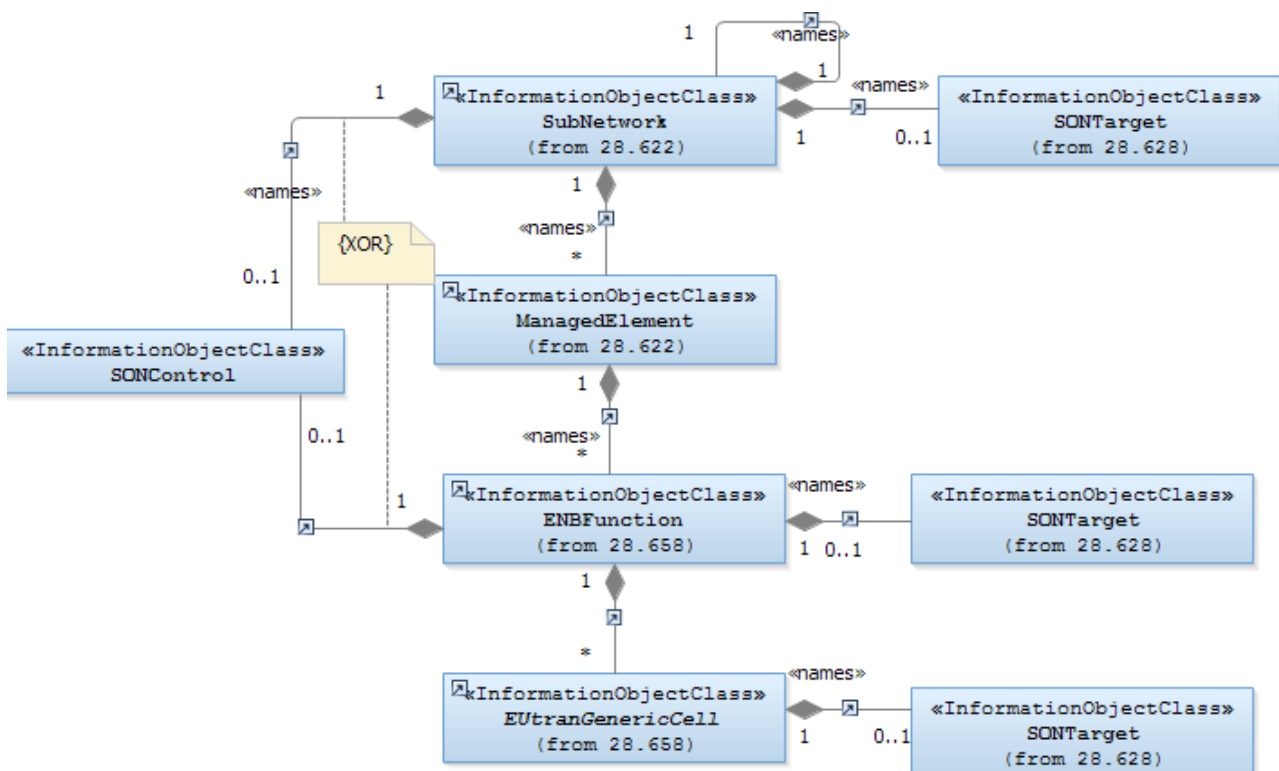 1
«names»
1
«InformationObjectClass»
SubNetwork
(from 28.622)
1
«names»
0..1
«InformationObjectClass»
SONTarget
(from 28.628)
1
«names»
0..1
{XOR}
1
«names»
*
«InformationObjectClass»
ManagedElement
(from 28.622)
«InformationObjectClass»
SONControl
1
«names»
*
0..1
1
«InformationObjectClass»
ENBFunction
(from 28.658)
«names»
1 0..1
«InformationObjectClass»
SONTarget
(from 28.628)
1
*
«InformationObjectClass»
EUtranGenericCell
(from 28.658)
«names»
1
0..1
«InformationObjectClass»
SONTarget
(from 28.628)